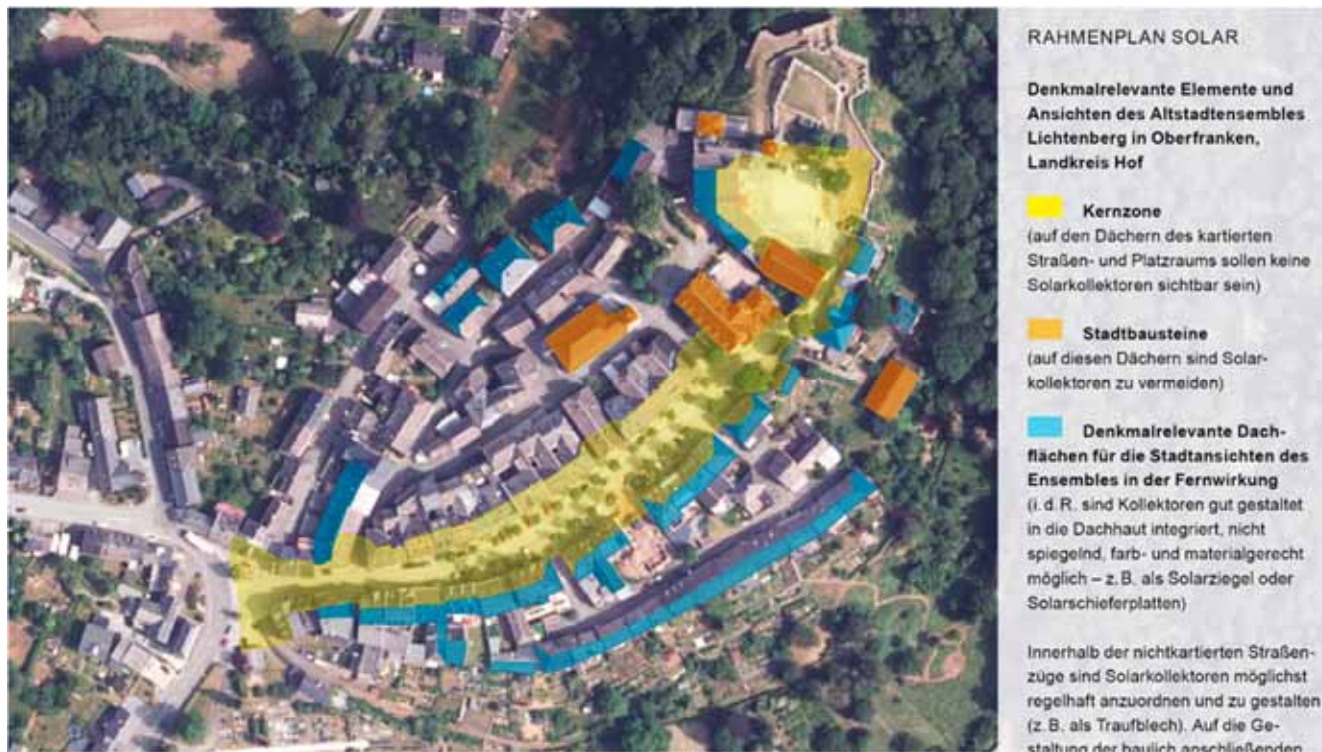 RAHMENPLAN SOLAR
Denkmalrelevante Elemente und
Ansichten des Altstadtensembles
Lichtenberg in Oberfranken,
Landkreis Hof
Kernzone
(auf den Dächern des kartierten
Straßen- und Platzraums sollen keine
Solarkollektoren sichtbar sein)
Stadtbausteine
(auf diesen Dächern sind Solar-
kollektoren zu vermeiden)
Denkmalrelevante Dach-
flächen für die Stadtansichten des
Ensembles in der Fernwirkung
(i. d. R. sind Kollektoren gut gestaltet
in die Dachhaut integriert, nicht
spiegelnd, farb- und materialgerecht
möglich – z. B. als Solarziegel oder
Solarschieferplatten)
Innerhalb der nichtkartierten Straßen-
züge sind Solarkollektoren möglichst
regelhaft anzuordnen und zu gestalten
(z. B. als Traufblech). Auf die Ge-
staltung der baulich anschließenden